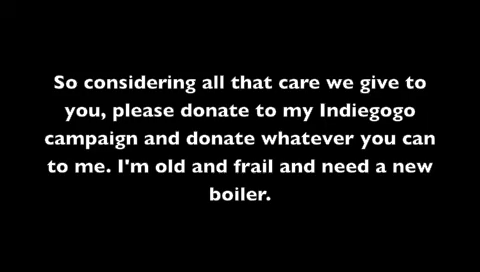 So considering all that care we give to
you, please donate to my Indiegogo
campaign and donate whatever you can
to me. I'm old and frail and need a new
boiler.